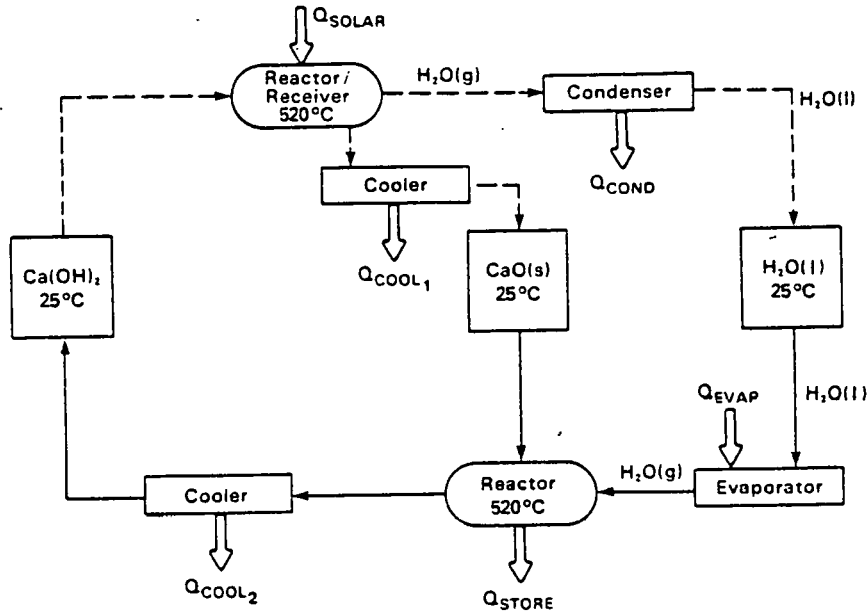 Q_SOLAR
Reactor/
Receiver
520°C
H₂O(g)
Condenser
H₂O(l)
Q_COND
Cooler
Q_COOL₁
Ca(OH)₂
25°C
CaO(s)
25°C
H₂O(l)
25°C
Q_EVAP
H₂O(l)
H₂O(g)
Evaporator
Reactor
520°C
Cooler
Q_COOL₂
Q_STORE